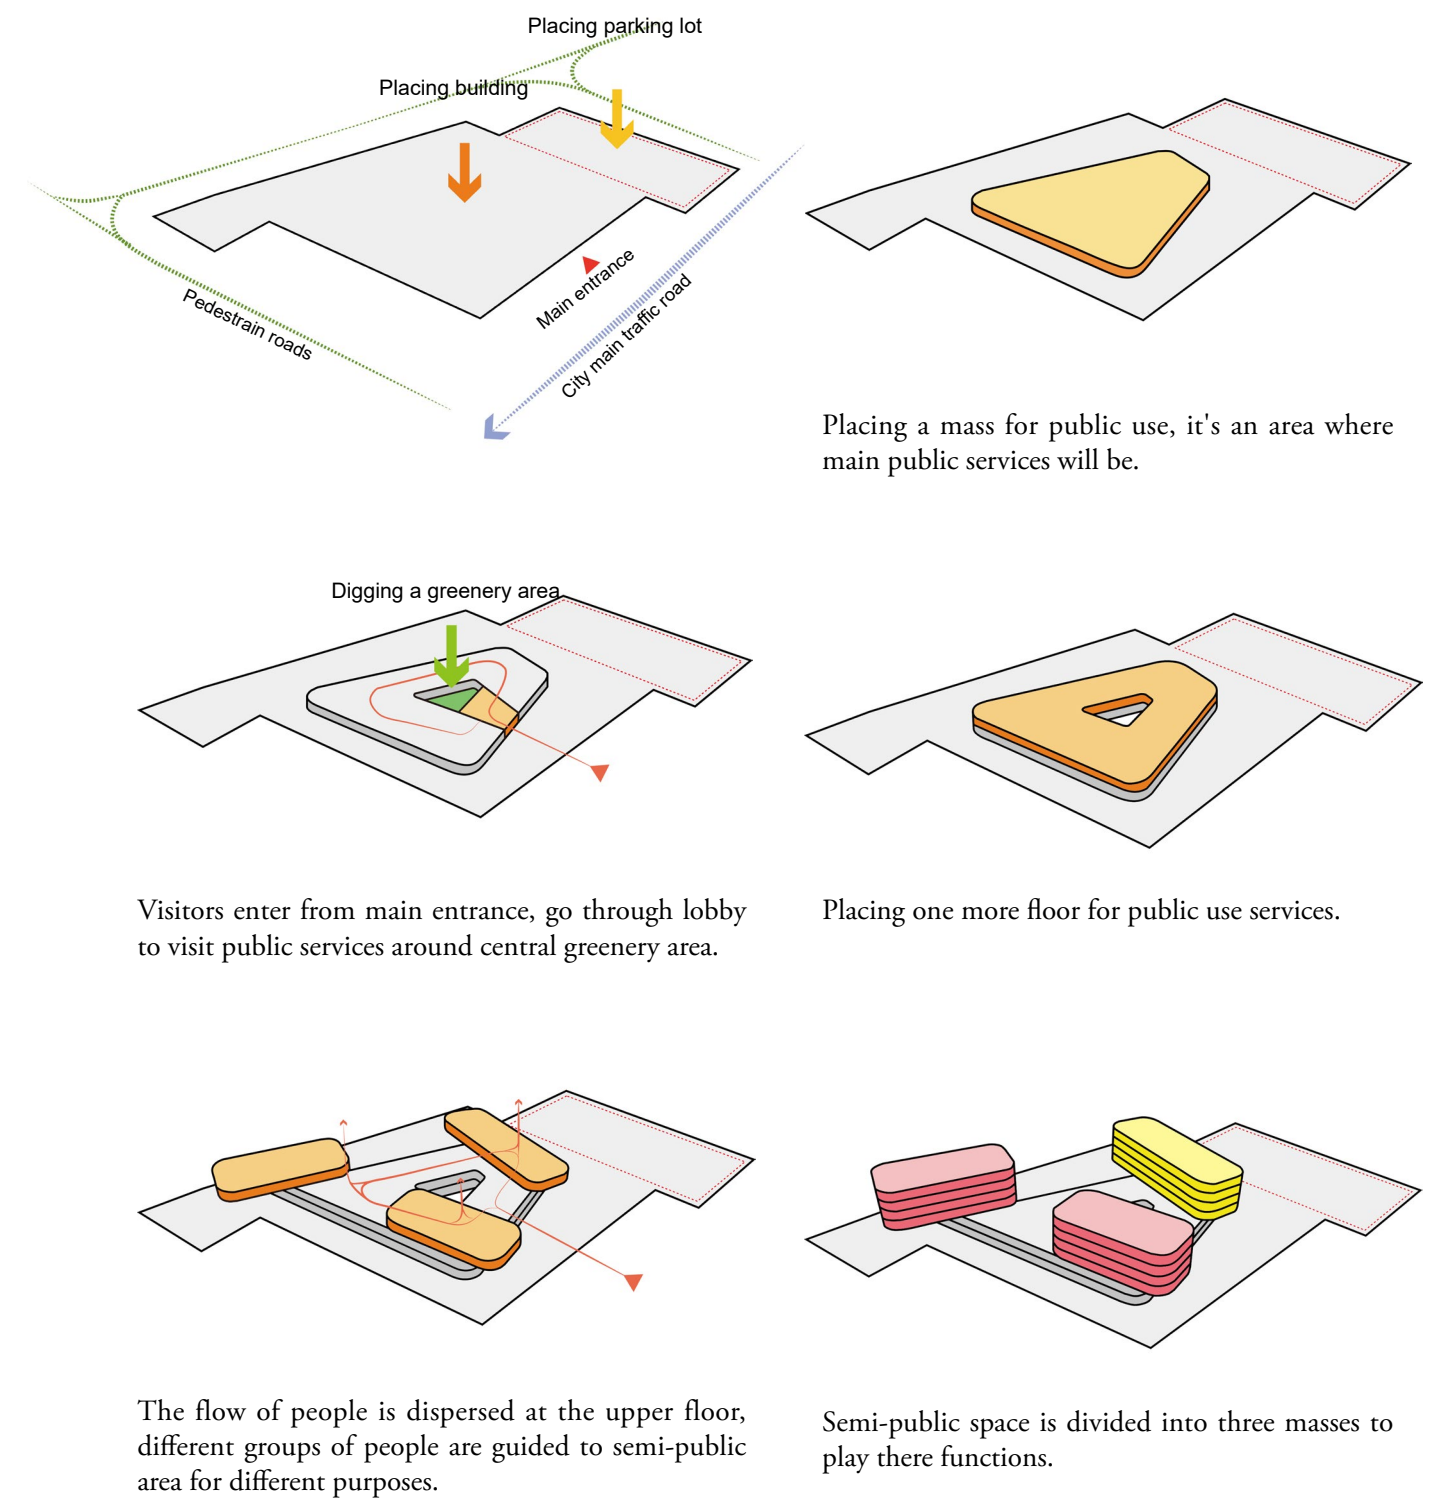 Placing parking lot
Placing building
Main entrance
City main traffic road
Pedestrain roads
Placing a mass for public use, it's an area where
main public services will be.
Digging a greenery area
Visitors enter from main entrance, go through lobby
to visit public services around central greenery area.
Placing one more floor for public use services.
The flow of people is dispersed at the upper floor,
different groups of people are guided to semi-public
area for different purposes.
Semi-public space is divided into three masses to
play there functions.